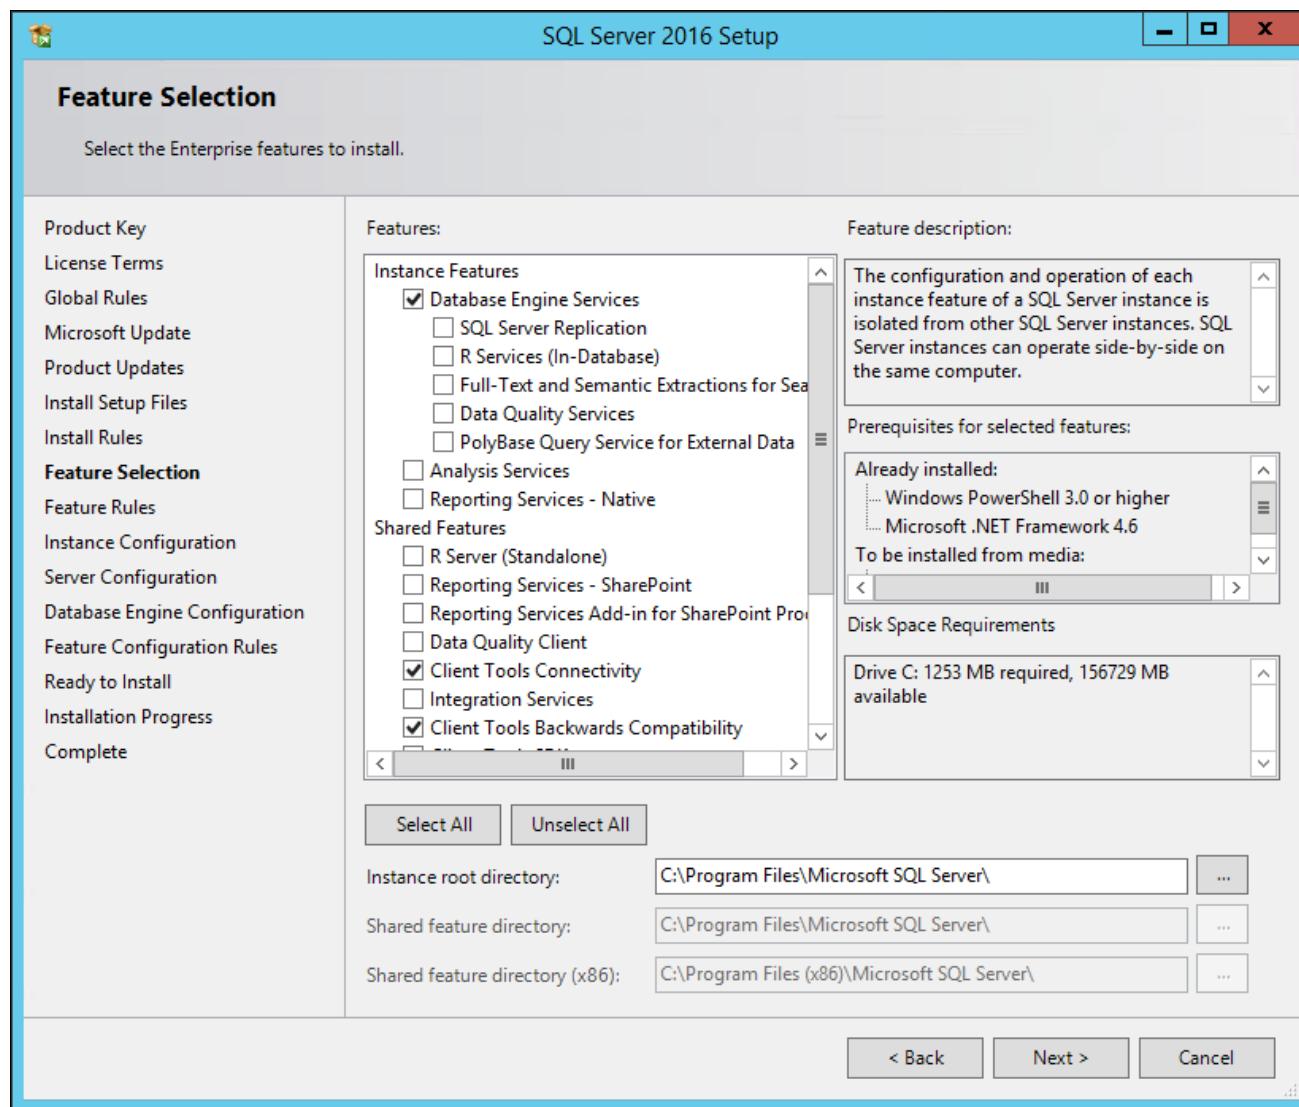 SQL Server 2016 Setup
Feature Selection
Select the Enterprise features to install.
Product Key
License Terms
Global Rules
Microsoft Update
Product Updates
Install Setup Files
Install Rules
Feature Selection
Feature Rules
Instance Configuration
Server Configuration
Database Engine Configuration
Feature Configuration Rules
Ready to Install
Installation Progress
Complete
Features:
Instance Features
Database Engine Services
SQL Server Replication
R Services (In-Database)
Full-Text and Semantic Extractions for Sea
Data Quality Services
PolyBase Query Service for External Data
Analysis Services
Reporting Services - Native
Shared Features
R Server (Standalone)
Reporting Services - SharePoint
Reporting Services Add-in for SharePoint Pro
Data Quality Client
Client Tools Connectivity
Integration Services
Client Tools Backwards Compatibility
Feature description:
The configuration and operation of each
instance feature of a SQL Server instance is
isolated from other SQL Server instances. SQL
Server instances can operate side-by-side on
the same computer.
Prerequisites for selected features:
Already installed:
Windows PowerShell 3.0 or higher
Microsoft .NET Framework 4.6
To be installed from media:
Disk Space Requirements
Drive C: 1253 MB required, 156729 MB
available
Select All
Unselect All
Instance root directory:
C:\Program Files\Microsoft SQL Server\
...
Shared feature directory:
C:\Program Files\Microsoft SQL Server\
...
Shared feature directory (x86):
C:\Program Files (x86)\Microsoft SQL Server\
...
< Back
Next >
Cancel